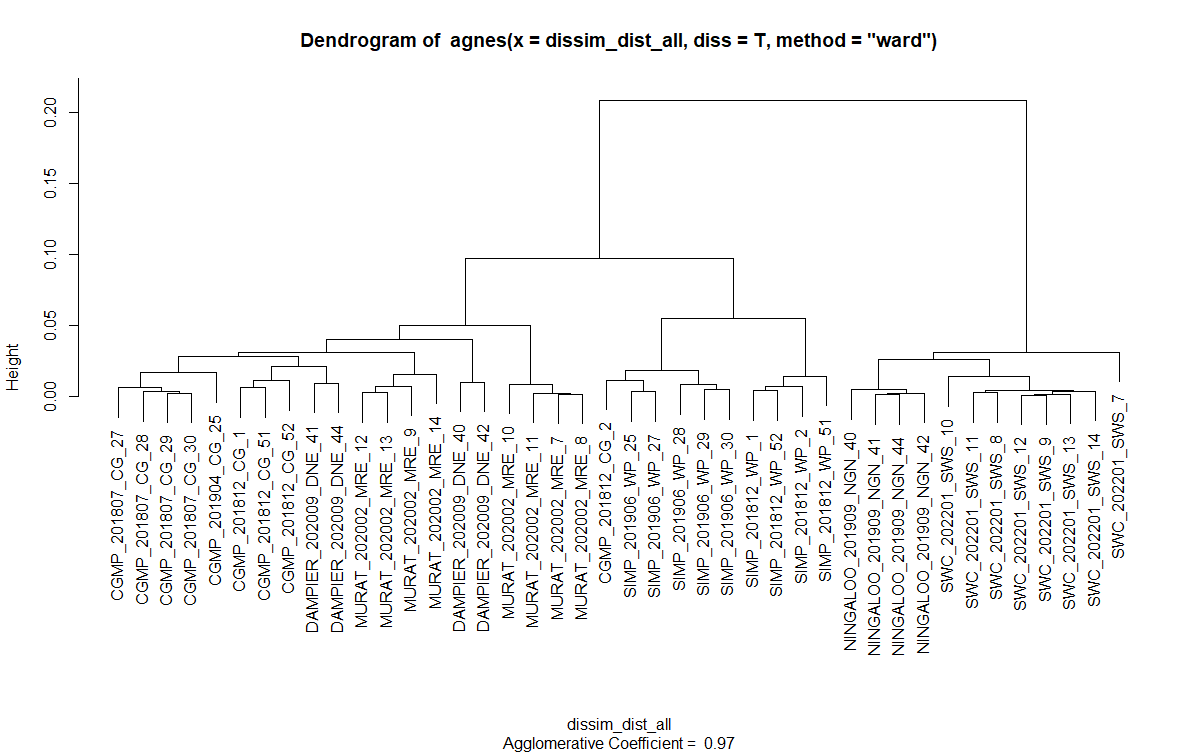 Dendrogram of agnes(x = dissim_dist_all, diss = T, method = "ward")
Height
0.20
0.15
0.10
0.05
0.00
CGMP_201807_CG_27
CGMP_201807_CG_28
CGMP_201807_CG_29
CGMP_201807_CG_30
CGMP_201904_CG_25
CGMP_201812_CG_1
CGMP_201812_CG_51
CGMP_201812_CG_52
DAMPIER_202009_DNE_41
DAMPIER_202009_DNE_44
MURAT_202002_MRE_12
MURAT_202002_MRE_13
MURAT_202002_MRE_9
MURAT_202002_MRE_14
DAMPIER_202009_DNE_40
DAMPIER_202009_DNE_42
MURAT_202002_MRE_10
MURAT_202002_MRE_11
MURAT_202002_MRE_7
MURAT_202002_MRE_8
CGMP_201812_CG_2
SIMP_201906_WP_25
SIMP_201906_WP_27
SIMP_201906_WP_28
SIMP_201906_WP_29
SIMP_201906_WP_30
SIMP_201812_WP_1
SIMP_201812_WP_52
SIMP_201812_WP_2
SIMP_201812_WP_51
NINGALOO_201909_NGN_40
NINGALOO_201909_NGN_41
NINGALOO_201909_NGN_44
NINGALOO_201909_NGN_42
SWC_202201_SWS_10
SWC_202201_SWS_11
SWC_202201_SWS_8
SWC_202201_SWS_12
SWC_202201_SWS_9
SWC_202201_SWS_13
SWC_202201_SWS_14
SWC_202201_SWS_7
dissim_dist_all
Agglomerative Coefficient = 0.97